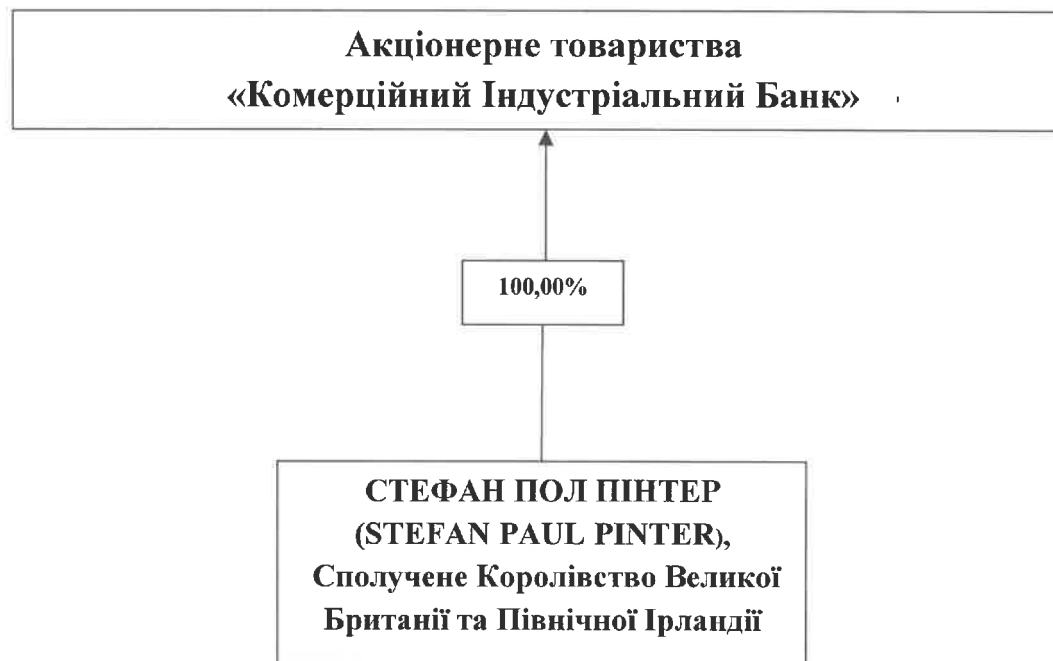 Акціонерне товариства
«Комерційний Індустріальний Банк»
100,00%
СТЕФАН ПОЛ ПІНТЕР
(STEFAN PAUL PINTER),
Сполучене Королівство Великої
Британії та Північної Ірландії